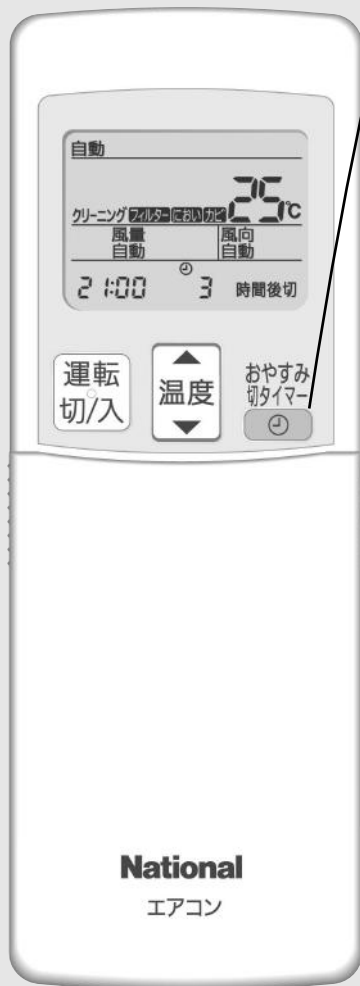 自動
25℃
クリーニング フィルター におい カビ
風量 風向
自動 自動
21:00 3 時間後切
運転
切/入
温度
おやすみ
切タイマー
National
エアコン